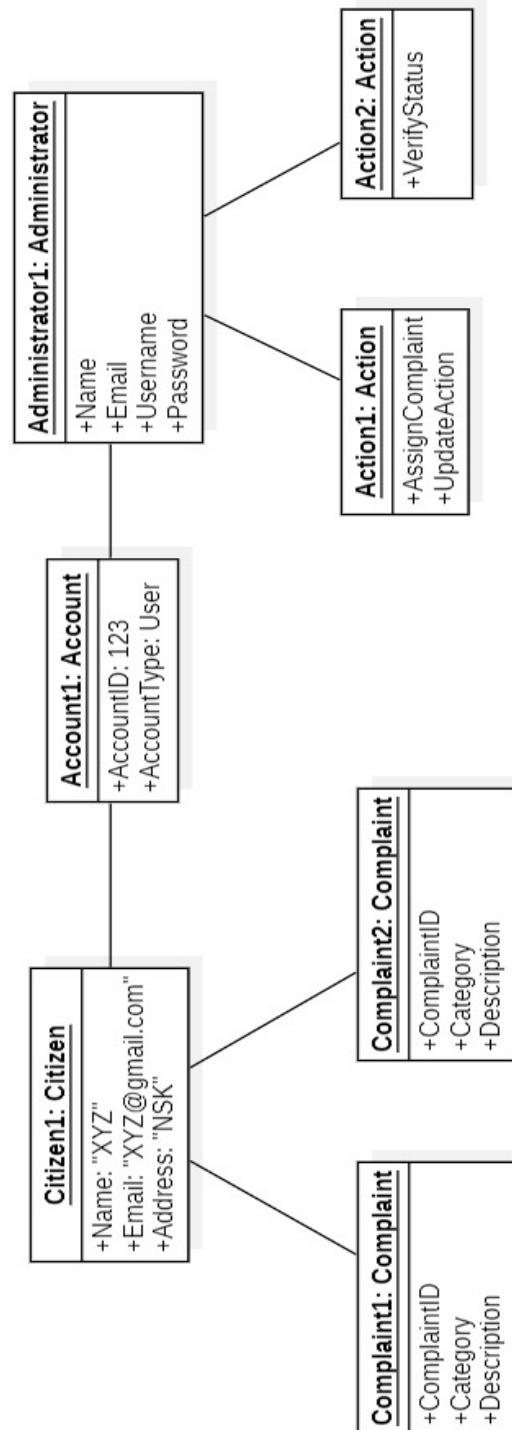 Citizen1: Citizen
+Name: "XYZ"
+Email: "XYZ@gmail.com"
+Address: "NSK"
Account1: Account
+AccountID: 123
+AccountType: User
Administrator1: Administrator
+Name
+Email
+Username
+Password
Complaint1: Complaint
+ComplaintID
+Category
+Description
Complaint2: Complaint
+ComplaintID
+Category
+Description
Action1: Action
+AssignComplaint
+UpdateAction
Action2: Action
+VerifyStatus